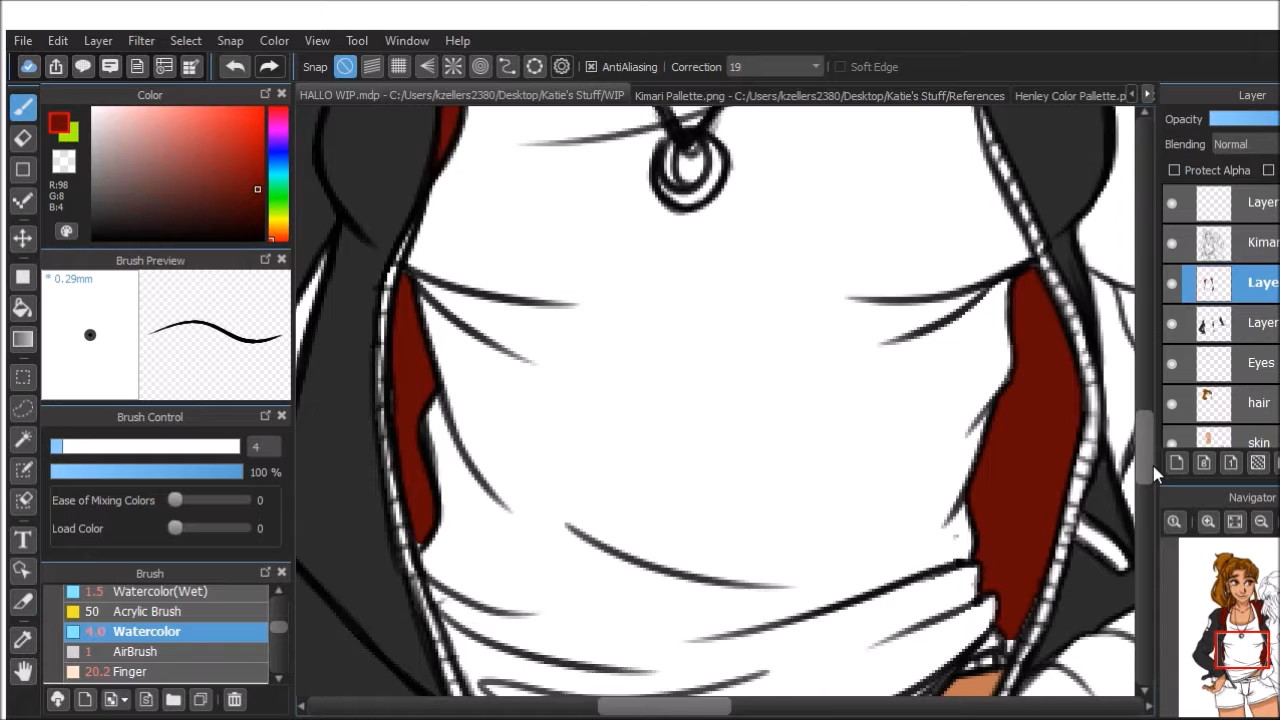 File Edit Layer Filter Select Snap Color View Tool Window Help
Snap AntiAliasing Correction 19 Soft Edge
Color
HALLO WIP.mdp - C:/Users/kzellers2380/Desktop/Katie's Stuff/WIP Kimari Pallette.png - C:/Users/kzellers2380/Desktop/Katie's Stuff/References Henley Color Pallette.p
Layer
Opacity
Blending Normal
Protect Alpha
R:98
G:8
B:4
Layer
Kimar
Laye
Layer
Eyes
hair
skin
Brush Preview
* 0.29mm
Brush Control
4
100 %
Ease of Mixing Colors 0
Load Color 0
Navigator
Brush
1.5 Watercolor(Wet)
50 Acrylic Brush
4.0 Watercolor
1 AirBrush
20.2 Finger